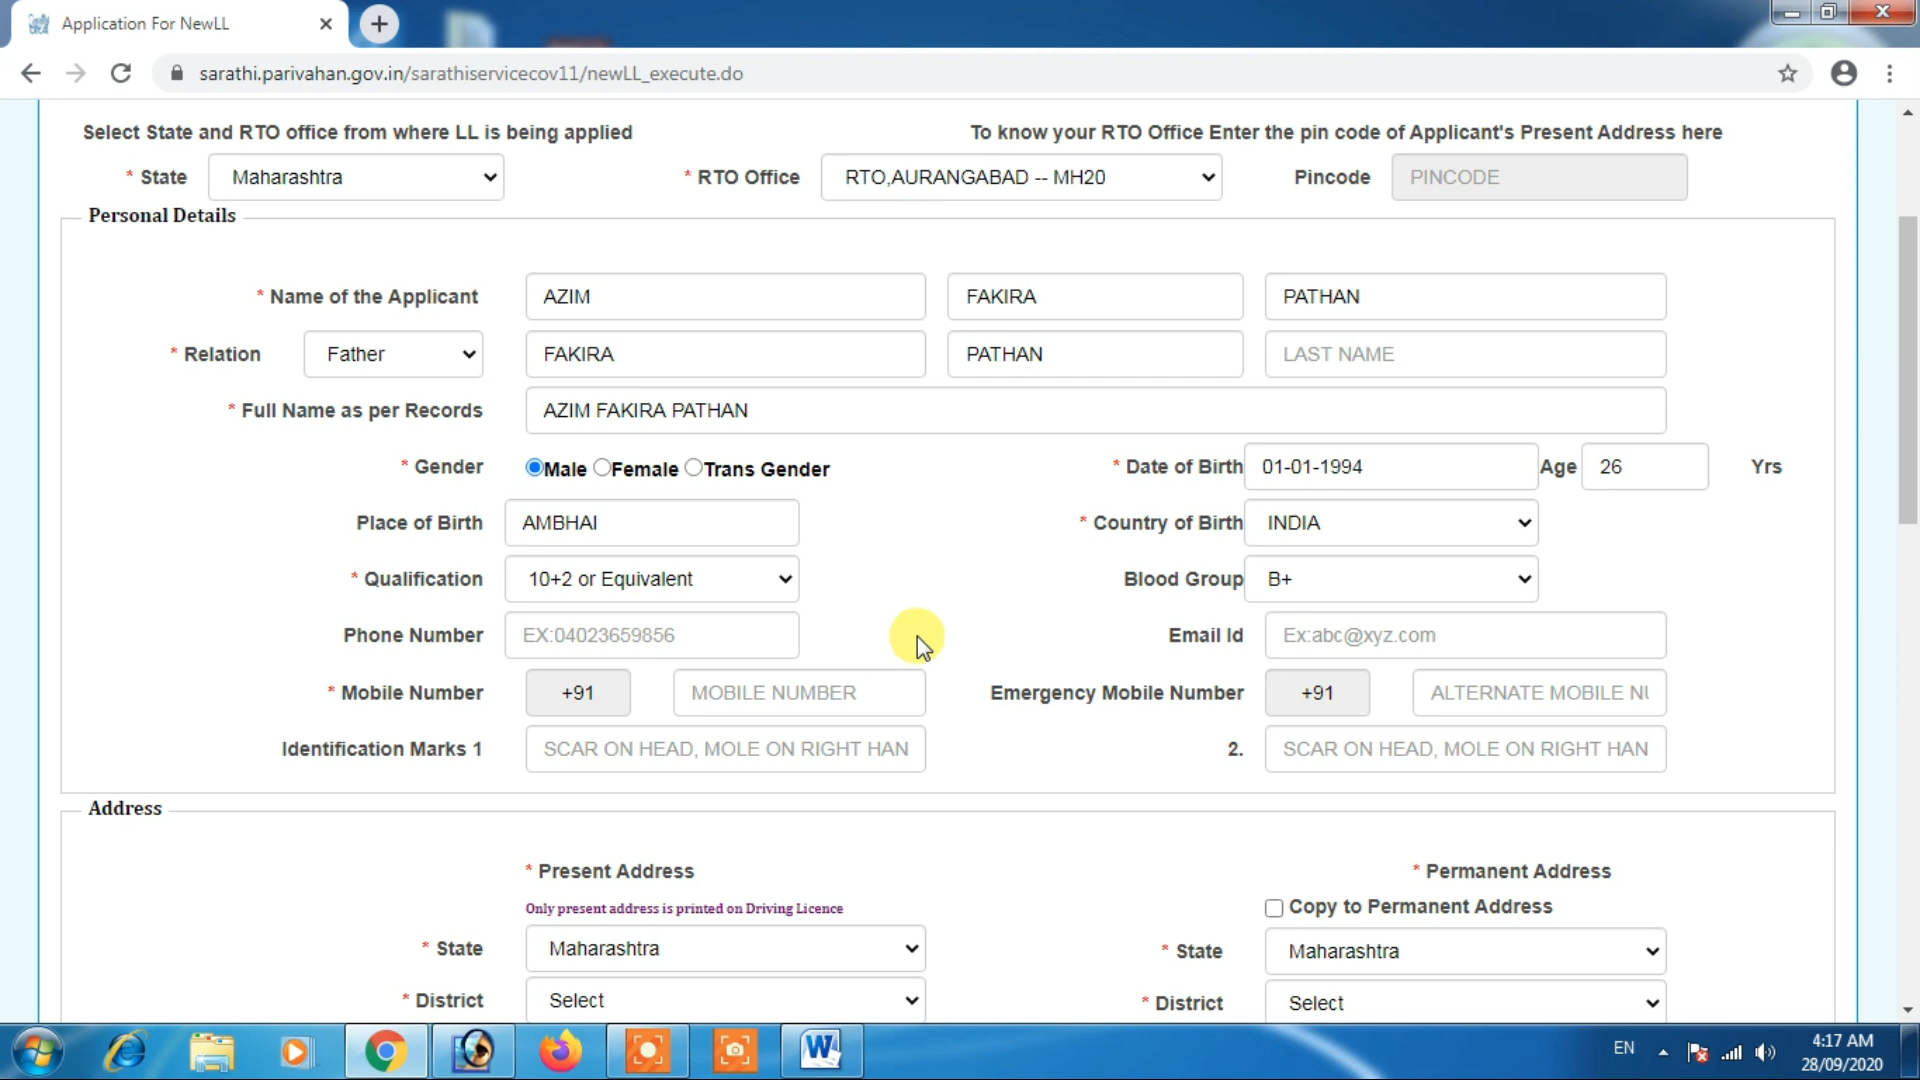 Application For NewLL
sarathi.parivahan.gov.in/sarathiservicecov11/newLL_execute.do
Select State and RTO office from where LL is being applied To know your RTO Office Enter the pin code of Applicant's Present Address here
* State Maharashtra * RTO Office RTO,AURANGABAD -- MH20 Pincode PINCODE
Personal Details
* Name of the Applicant AZIM FAKIRA PATHAN
* Relation Father FAKIRA PATHAN LAST NAME
* Full Name as per Records AZIM FAKIRA PATHAN
* Gender Male Female Trans Gender * Date of Birth 01-01-1994 Age 26 Yrs
Place of Birth AMBHAI * Country of Birth INDIA
* Qualification 10+2 or Equivalent Blood Group B+
Phone Number EX:04023659856 Email Id Ex:abc@xyz.com
* Mobile Number +91 MOBILE NUMBER Emergency Mobile Number +91 ALTERNATE MOBILE NU
Identification Marks 1 SCAR ON HEAD, MOLE ON RIGHT HAN 2. SCAR ON HEAD, MOLE ON RIGHT HAN
Address
* Present Address * Permanent Address
Only present address is printed on Driving Licence Copy to Permanent Address
* State Maharashtra * State Maharashtra
* District Select * District Select
EN 4:17 AM
28/09/2020